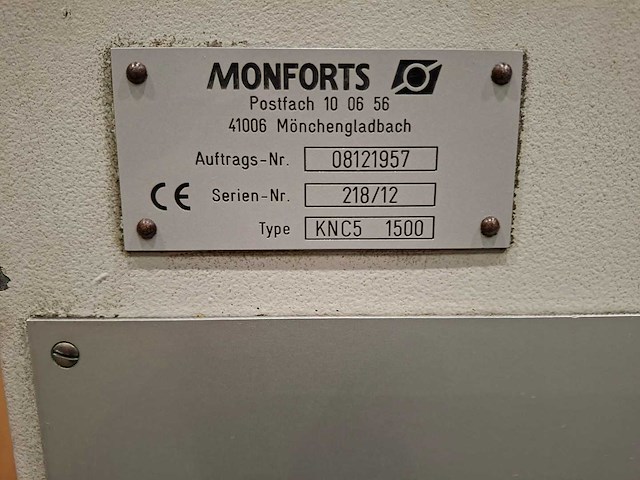 MONFORTS
Postfach 10 06 56
41006 Mönchengladbach
Auftrags-Nr. 08121957
CE Serien-Nr. 218/12
Type KNC5 1500